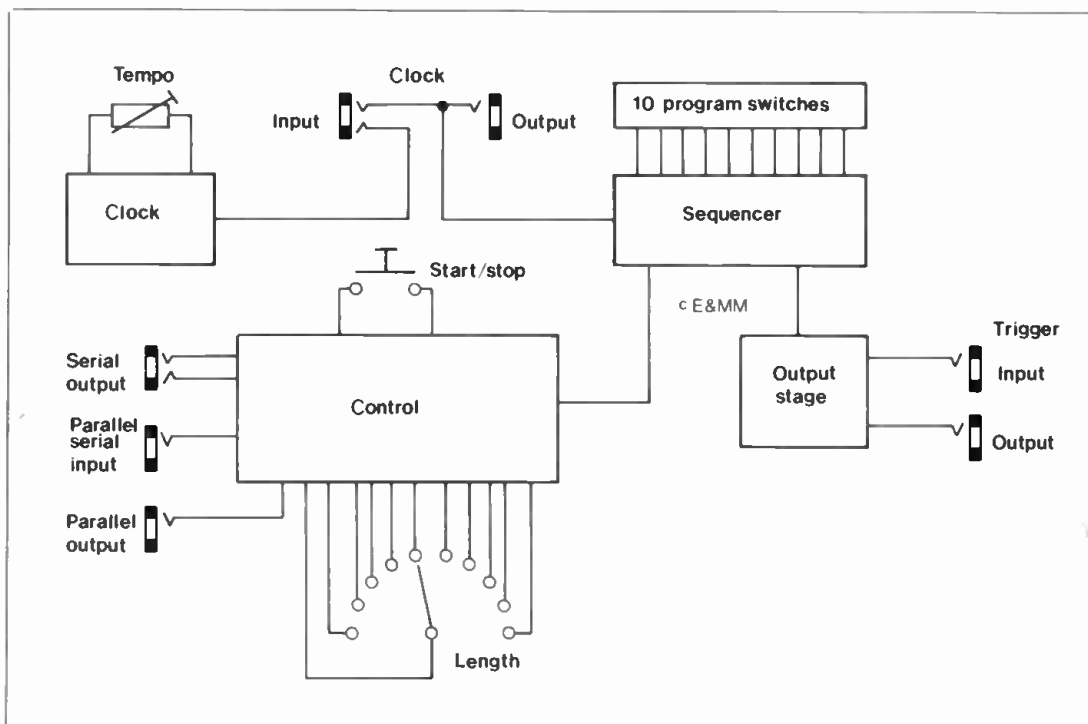 Tempo
Clock
Input
Output
10 program switches
Clock
Sequencer
Start/stop
c E&MM
Trigger
Serial
output
Control
Output
stage
Input
Parallel
serial
input
Output
Parallel
output
Length